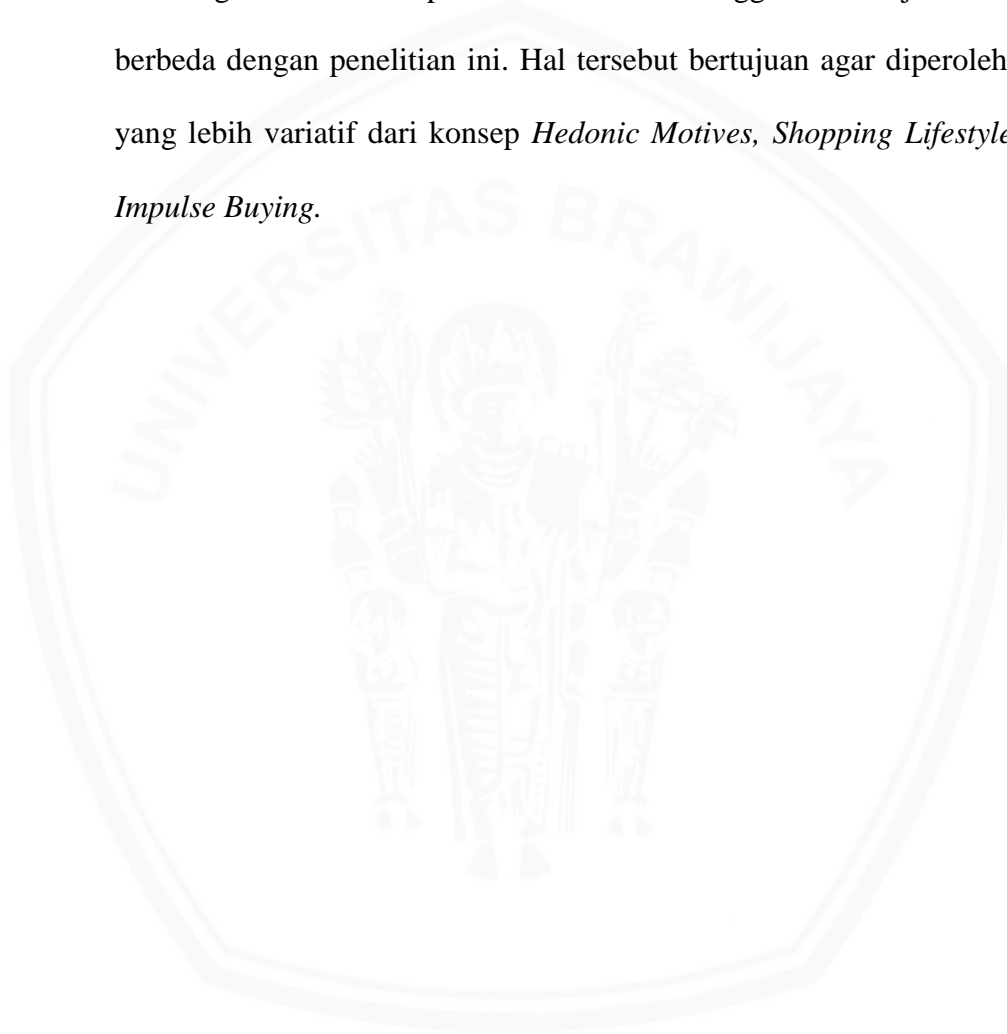 berbeda dengan penelitian ini. Hal tersebut bertujuan agar diperoleh
yang lebih variatif dari konsep Hedonic Motives, Shopping Lifestyle
Impulse Buying.
UNIVERSITAS BRAWIJAYA